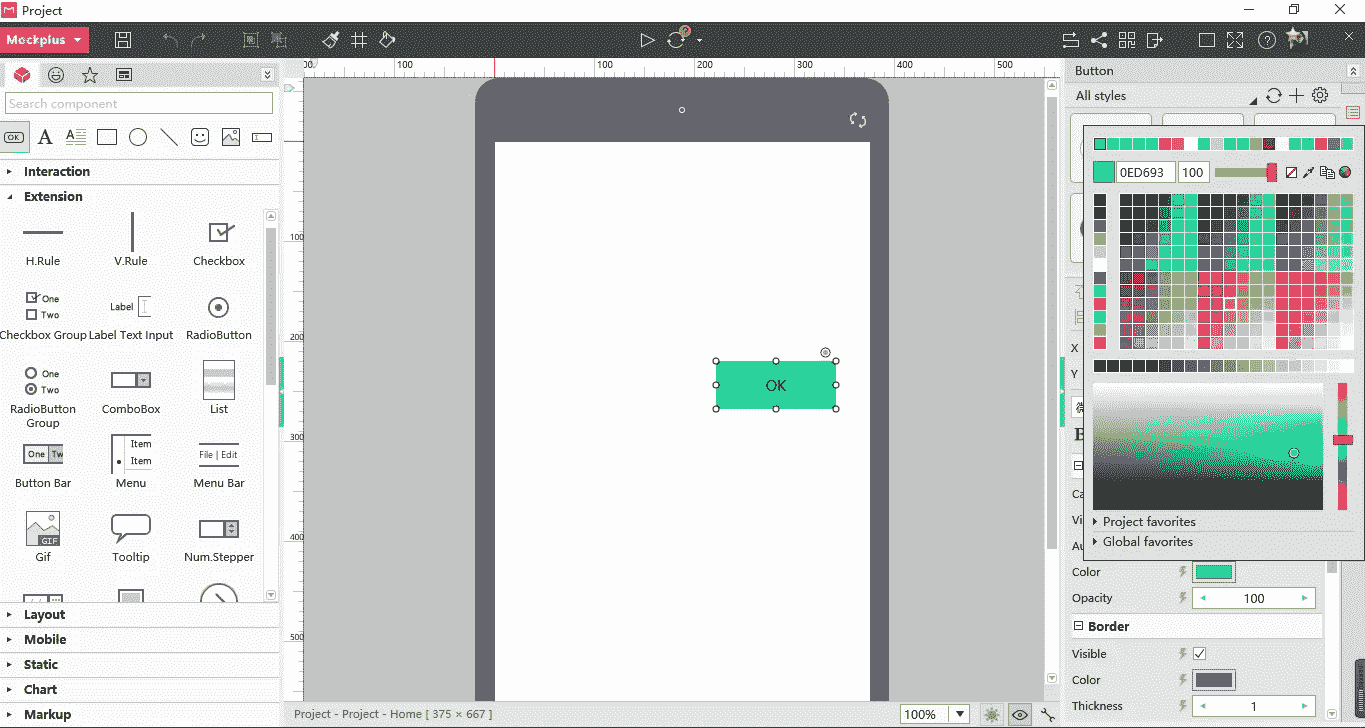 Project
Mockplus
100 100 200 300 400 500
Search component
OK A A
Interaction
Extension
H.Rule V.Rule Checkbox
One
Two
Label
Checkbox Group Label Text Input RadioButton
One
Two
RadioButton Group ComboBox List
One Tw
Item
Item
File | Edit
Button Bar Menu Menu Bar
GIF
Gif Tooltip Num.Stepper
Layout
Mobile
Static
Chart
Markup
100
200
300
400
500
OK
Project - Project - Home [ 375 × 667 ]
100%
Button
All styles
0ED693 100
X
Y
B
Project favorites
Global favorites
Color
Opacity 100
Border
Visible
Color
Thickness 1